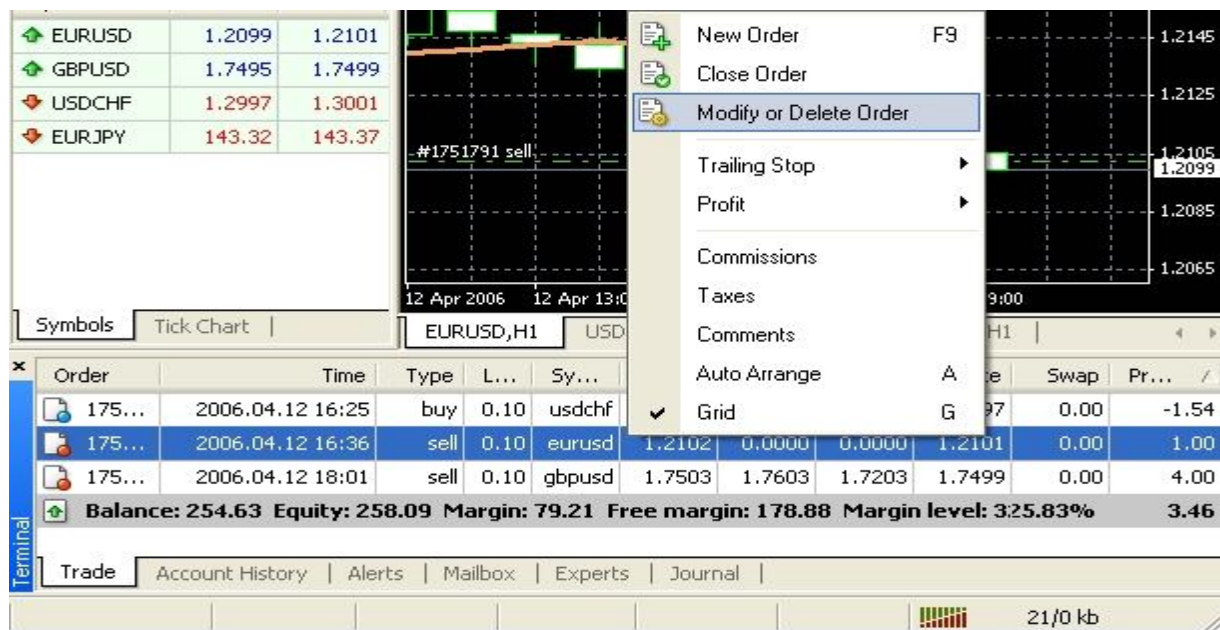 EURUSD 1.2099 1.2101
GBPUSD 1.7495 1.7499
USDCHF 1.2997 1.3001
EURJPY 143.32 143.37
Symbols Tick Chart
#1751791 sell
1.2145
1.2125
1.2105
1.2099
1.2085
1.2065
12 Apr 2006 12 Apr 13:0 9:00
EURUSD,H1 USD H1
New Order F9
Close Order
Modify or Delete Order
Trailing Stop
Profit
Commissions
Taxes
Comments
Auto Arrange A
Grid G
Order Time Type L... Sy... e Swap Pr... /
175... 2006.04.12 16:25 buy 0.10 usdchf 97 0.00 -1.54
175... 2006.04.12 16:36 sell 0.10 eurusd 1.2102 0.0000 0.0000 1.2101 0.00 1.00
175... 2006.04.12 18:01 sell 0.10 gbpusd 1.7503 1.7603 1.7203 1.7499 0.00 4.00
Balance: 254.63 Equity: 258.09 Margin: 79.21 Free margin: 178.88 Margin level: 325.83% 3.46
Terminal
Trade Account History | Alerts | Mailbox | Experts | Journal |
21/0 kb